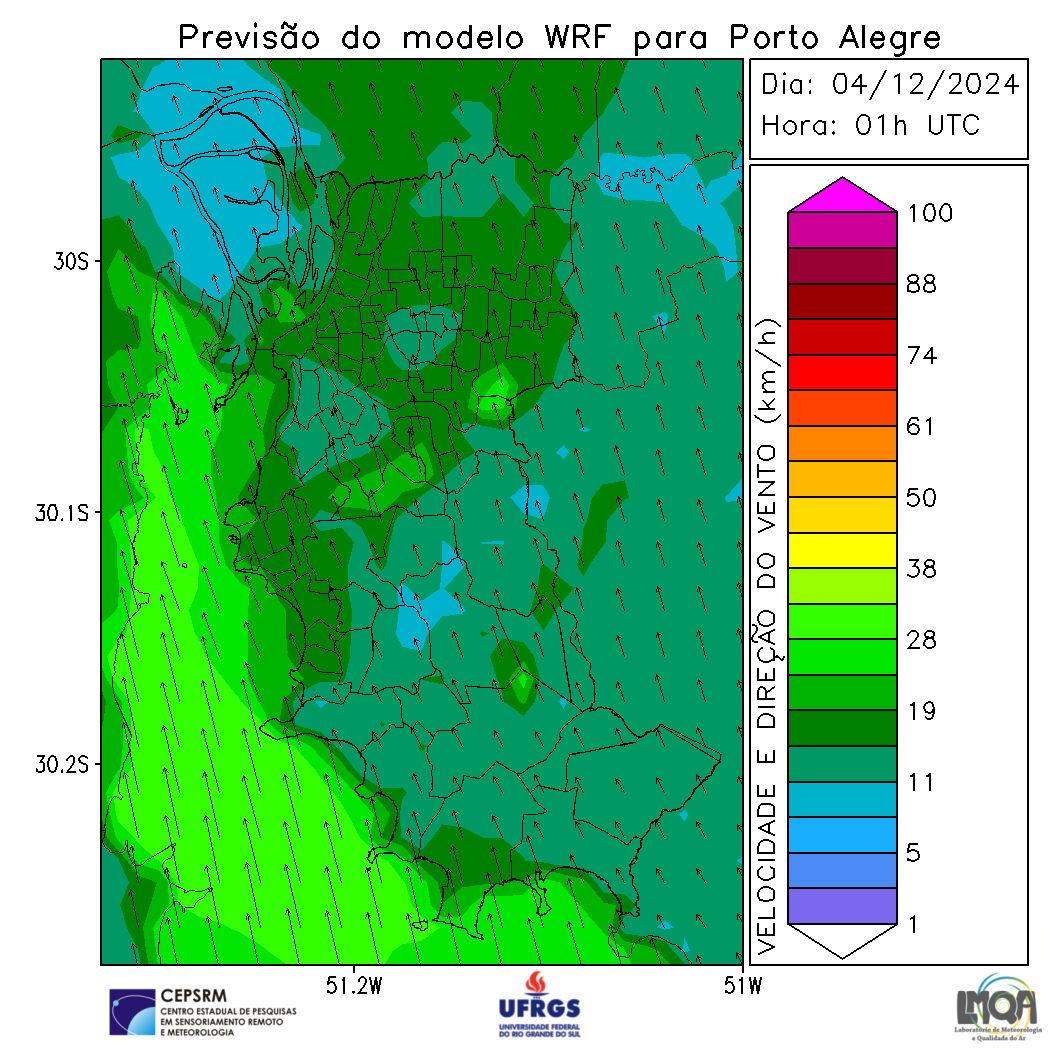 Previsão do modelo WRF para Porto Alegre
Dia: 04/12/2024
Hora: 01h UTC
30S
30.1S
30.2S
51.2W
51W
VELOCIDADE E DIREÇÃO DO VENTO (km/h)
100
88
74
61
50
38
28
19
11
5
1
CEPSRM
CENTRO ESTADUAL DE PESQUISAS
EM SENSORIAMENTO REMOTO
E METEOROLOGIA
UFRGS
UNIVERSIDADE FEDERAL
DO RIO GRANDE DO SUL
LMQA
Laboratório de Meteorologia
e Qualidade do Ar